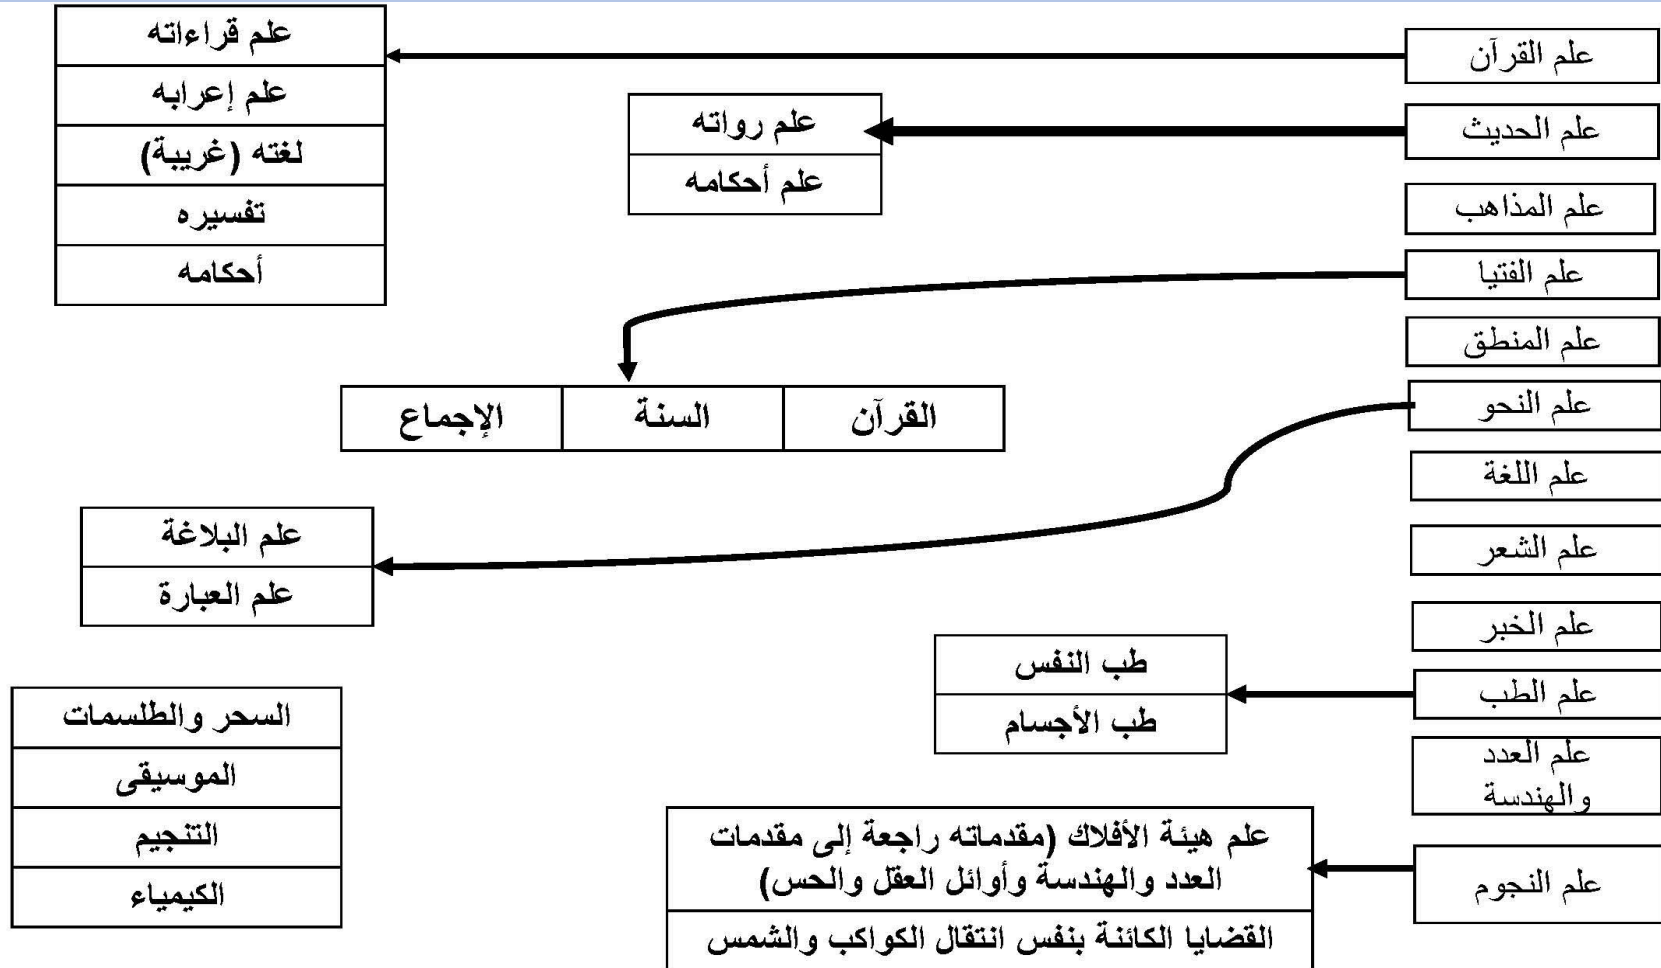 علم القرآن
علم قراءاته
علم إعرابه
لغته (غريبة)
تفسيره
أحكامه
علم الحديث
علم رواته
علم أحكامه
علم المذاهب
علم الفتيا
القرآن
السنة
الإجماع
علم المنطق
علم النحو
علم البلاغة
علم العبارة
علم اللغة
علم الشعر
علم الخبر
علم الطب
طب النفس
طب الأجسام
علم العدد
والهندسة
علم النجوم
علم هيئة الأفلاك (مقدماته راجعة إلى مقدمات
العدد والهندسة وأوائل العقل والحس)
القضايا الكائنة بنفس انتقال الكواكب والشمس
السحر والطلسمات
الموسيقى
التنجيم
الكيمياء